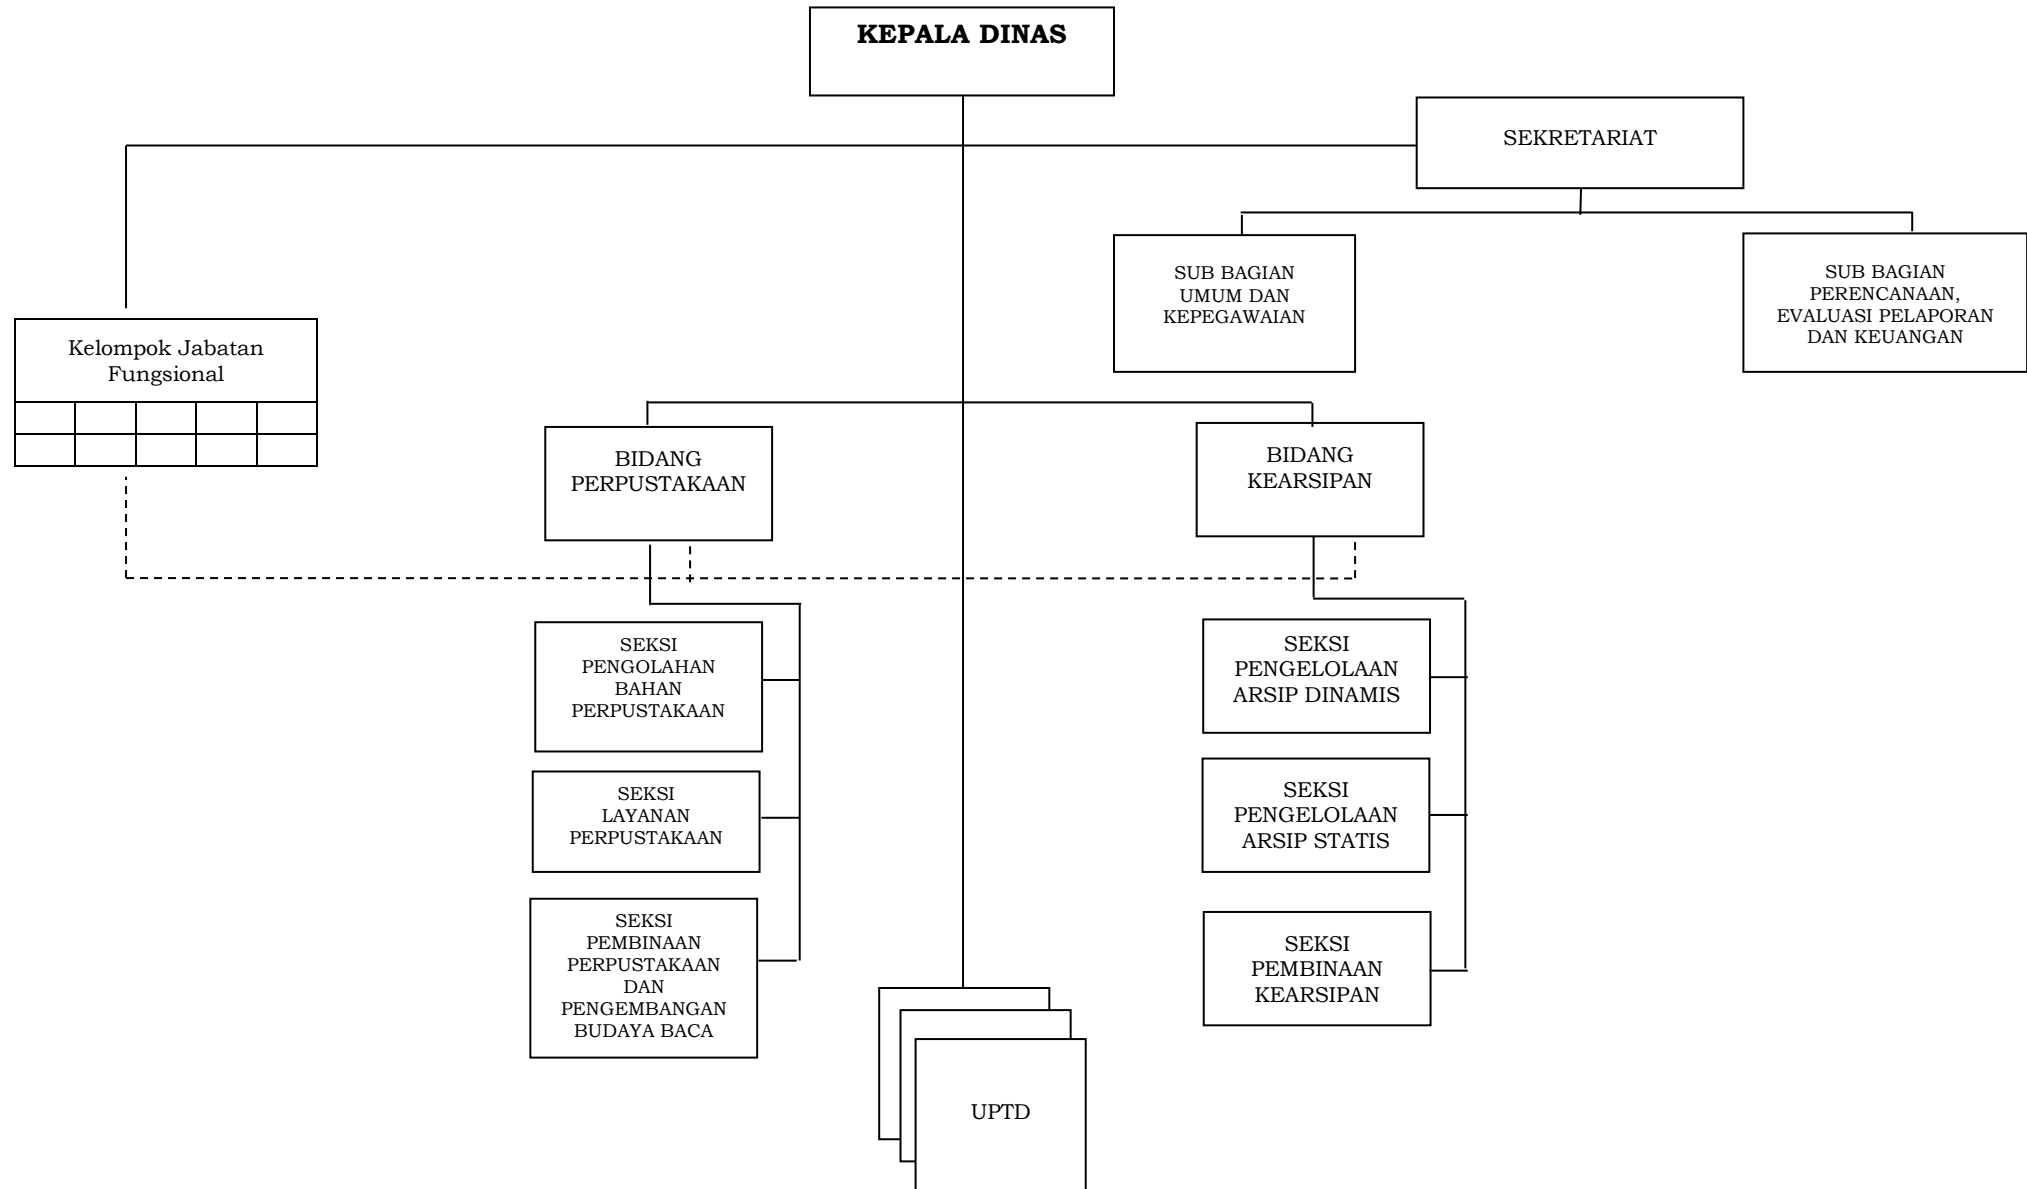 KEPALA DINAS
SEKRETARIAT
SUB BAGIAN
UMUM DAN
KEPEGAWAIAN
SUB BAGIAN
PERENCANAAN,
EVALUASI PELAPORAN
DAN KEUANGAN
Kelompok Jabatan
Fungsional
BIDANG
PERPUSTAKAAN
BIDANG
KEARSIPAN
SEKSI
PENGOLAHAN
BAHAN
PERPUSTAKAAN
SEKSI
LAYANAN
PERPUSTAKAAN
SEKSI
PEMBINAAN
PERPUSTAKAAN
DAN
PENGEMBANGAN
BUDAYA BACA
SEKSI
PENGELOLAAN
ARSIP DINAMIS
SEKSI
PENGELOLAAN
ARSIP STATIS
SEKSI
PEMBINAAN
KEARSIPAN
UPTD